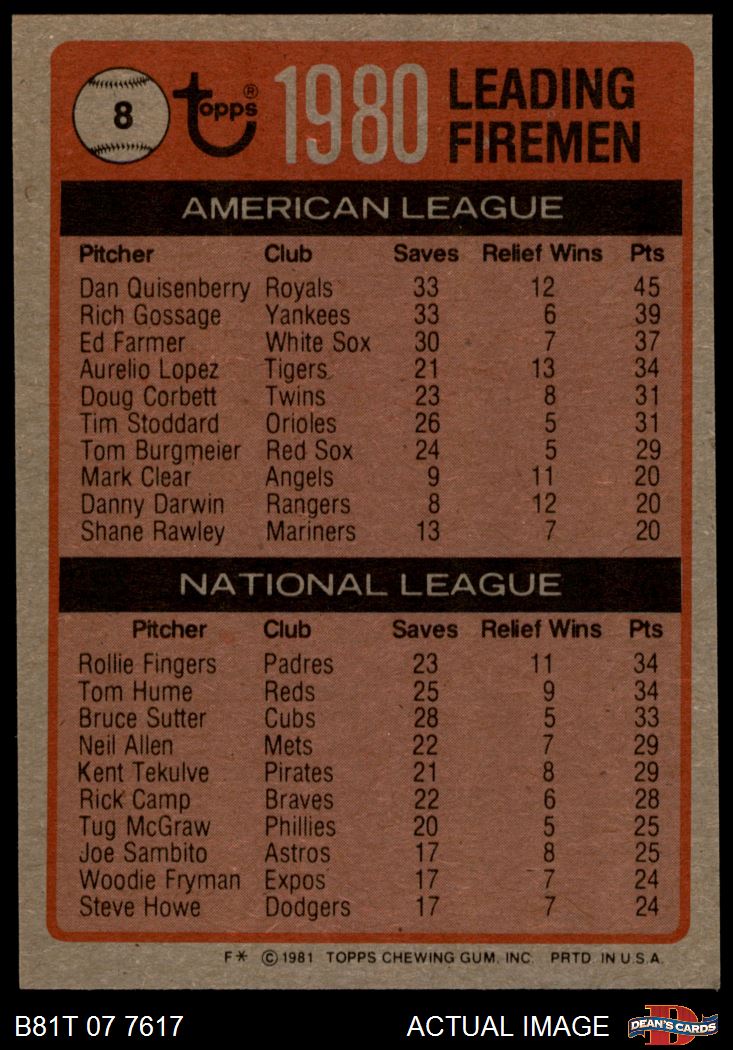 8 Topps® 1980 LEADING
FIREMEN
AMERICAN LEAGUE
Pitcher Club Saves Relief Wins Pts
Dan Quisenberry Royals 33 12 45
Rich Gossage Yankees 33 6 39
Ed Farmer White Sox 30 7 37
Aurelio Lopez Tigers 21 13 34
Doug Corbett Twins 23 8 31
Tim Stoddard Orioles 26 5 31
Tom Burgmeier Red Sox 24 5 29
Mark Clear Angels 9 11 20
Danny Darwin Rangers 8 12 20
Shane Rawley Mariners 13 7 20
NATIONAL LEAGUE
Pitcher Club Saves Relief Wins Pts
Rollie Fingers Padres 23 11 34
Tom Hume Reds 25 9 34
Bruce Sutter Cubs 28 5 33
Neil Allen Mets 22 7 29
Kent Tekulve Pirates 21 8 29
Rick Camp Braves 22 6 28
Tug McGraw Phillies 20 5 25
Joe Sambito Astros 17 8 25
Woodie Fryman Expos 17 7 24
Steve Howe Dodgers 17 7 24
F* © 1981 TOPPS CHEWING GUM, INC. PRTD. IN U.S.A.
B81T 07 7617 ACTUAL IMAGE DEAN'S CARDS